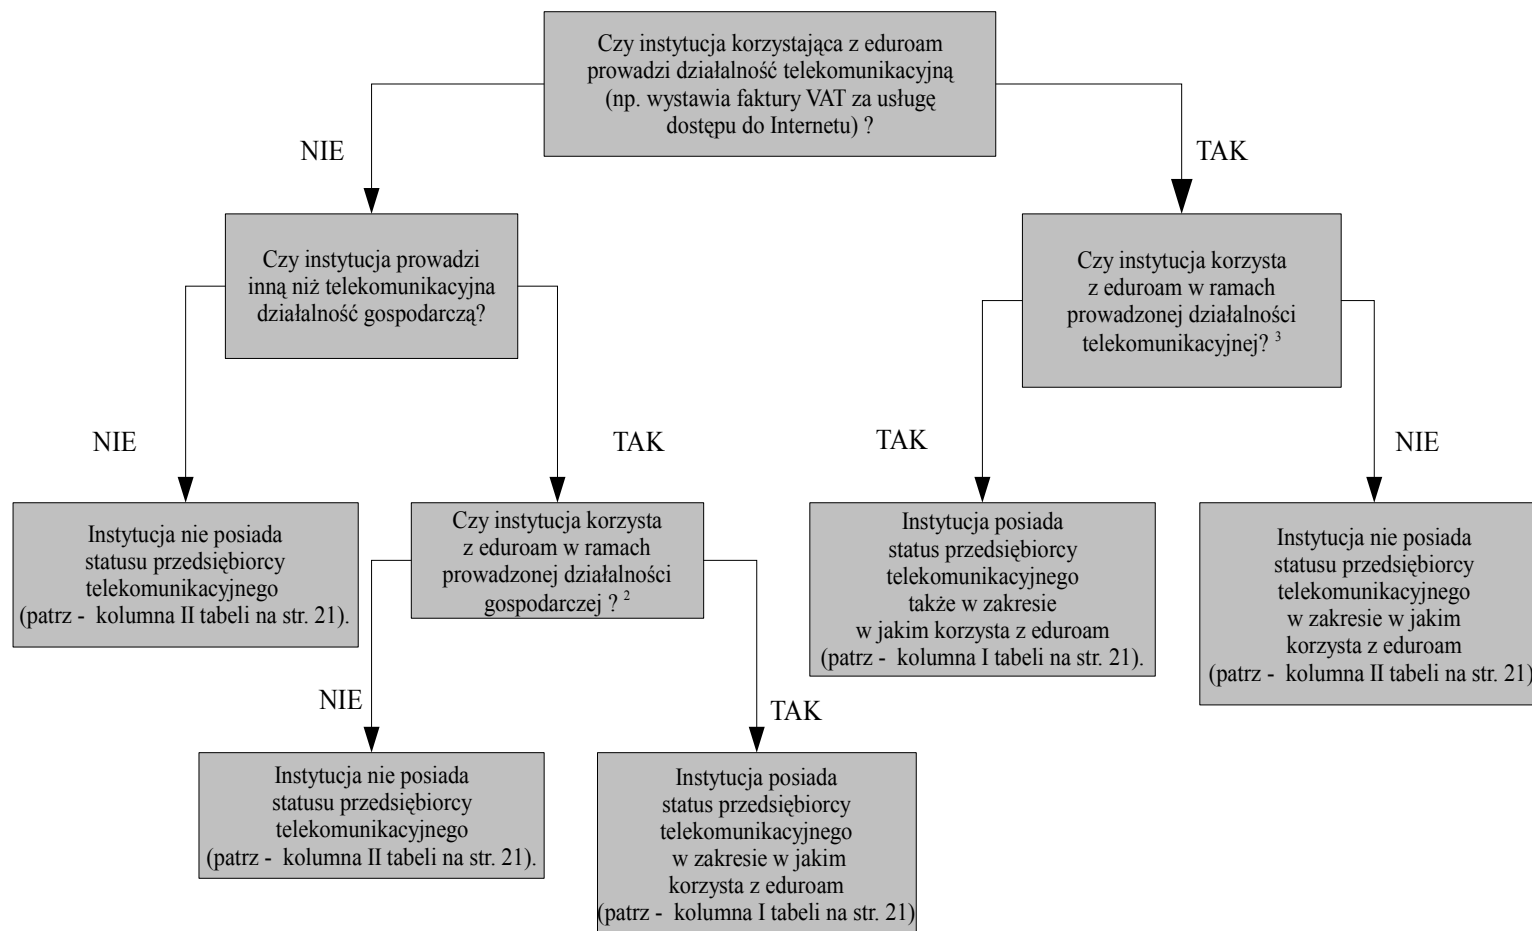 Czy instytucja korzystająca z eduroam
prowadzi działalność telekomunikacyjną
(np. wystawia faktury VAT za usługę
dostępu do Internetu) ?
NIE
TAK
Czy instytucja prowadzi
inną niż telekomunikacyjna
działalność gospodarczą?
Czy instytucja korzysta
z eduroam w ramach
prowadzonej działalności
telekomunikacyjnej? 3
NIE
TAK
TAK
NIE
Instytucja nie posiada
statusu przedsiębiorcy
telekomunikacyjnego
(patrz - kolumna II tabeli na str. 21).
Czy instytucja korzysta
z eduroam w ramach
prowadzonej działalności
gospodarczej ? 2
Instytucja posiada
status przedsiębiorcy
telekomunikacyjnego
także w zakresie
w jakim korzysta z eduroam
(patrz - kolumna I tabeli na str. 21).
Instytucja nie posiada
statusu przedsiębiorcy
telekomunikacyjnego
w zakresie w jakim
korzysta z eduroam
(patrz - kolumna II tabeli na str. 21)
NIE
TAK
Instytucja nie posiada
statusu przedsiębiorcy
telekomunikacyjnego
(patrz - kolumna II tabeli na str. 21).
Instytucja posiada
status przedsiębiorcy
telekomunikacyjnego
w zakresie w jakim
korzysta z eduroam
(patrz - kolumna I tabeli na str. 21)